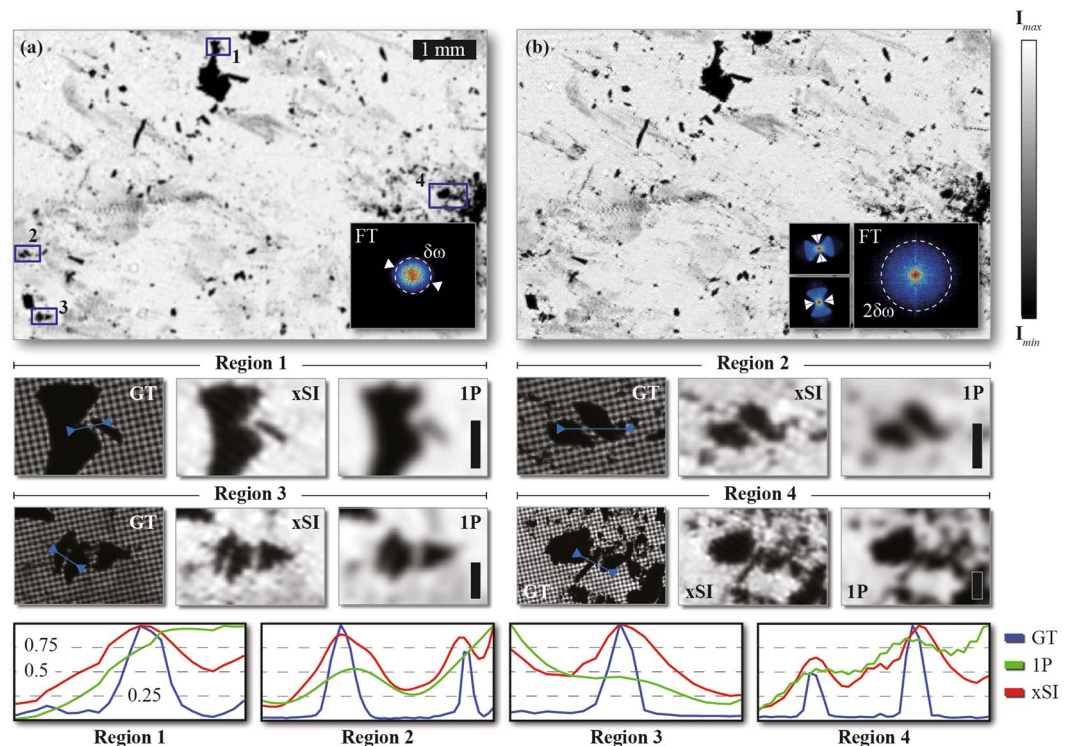 (a)
1
1 mm
4
2
3
FT
δω
(b)
FT
2δω
Imax
Imin
Region 1
GT
xSI
1P
Region 2
GT
xSI
1P
Region 3
GT
xSI
1P
Region 4
GT
xSI
1P
0.75
0.5
0.25
GT
1P
xSI
Region 1
Region 2
Region 3
Region 4